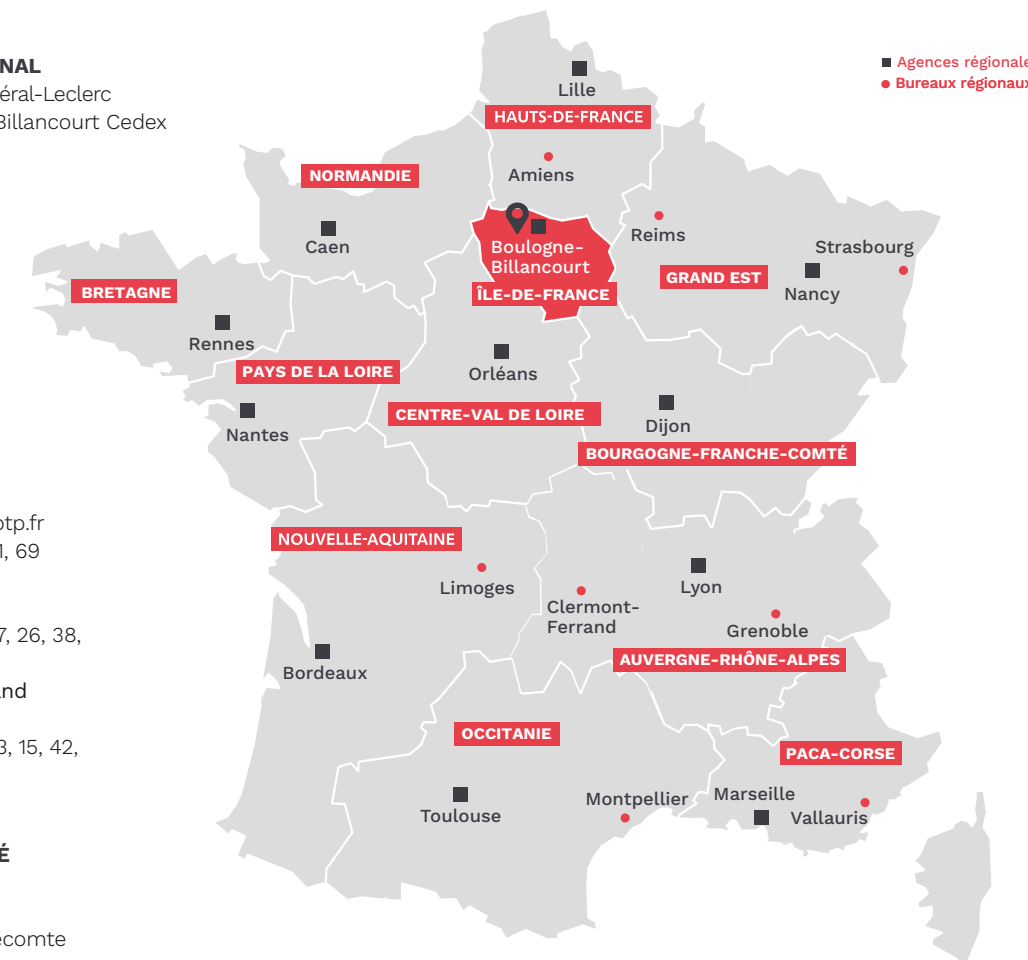 NAL
éral-Leclerc
Billancourt Cedex
otp.fr
1, 69
7, 26, 38,
and
3, 15, 42,
É
ecomte
Agences régionale
Bureaux régionaux
Lille
HAUTS-DE-FRANCE
Amiens
NORMANDIE
Caen
Boulogne-
Billancourt
ÎLE-DE-FRANCE
Reims
Strasbourg
GRAND EST
Nancy
BRETAGNE
Rennes
PAYS DE LA LOIRE
Nantes
Orléans
CENTRE-VAL DE LOIRE
Dijon
BOURGOGNE-FRANCHE-COMTÉ
NOUVELLE-AQUITAINE
Limoges
Bordeaux
Clermont-
Ferrand
Lyon
Grenoble
AUVERGNE-RHÔNE-ALPES
OCCITANIE
Toulouse
Montpellier
PACA-CORSE
Marseille
Vallauris